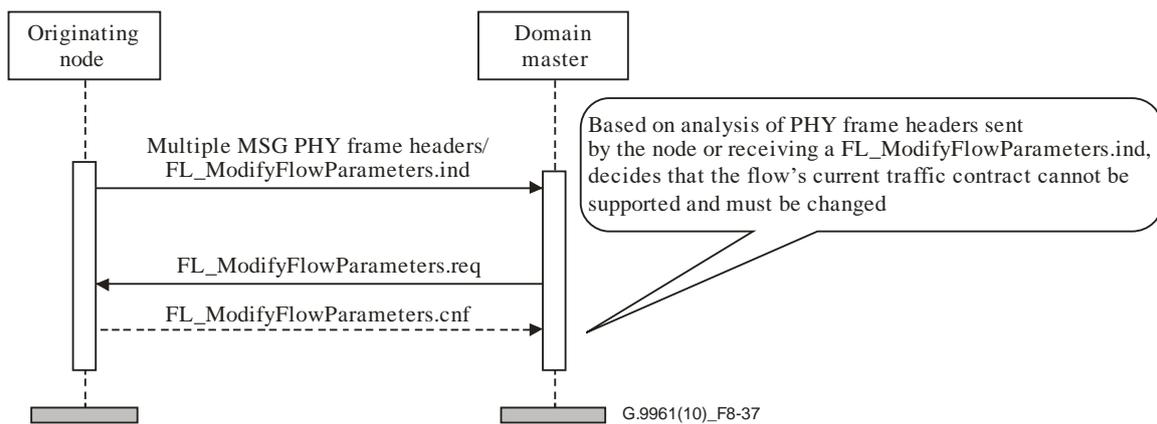 Originating
node
Domain
master
Multiple MSG PHY frame headers/
FL_ModifyFlowParameters.ind
Based on analysis of PHY frame headers sent
by the node or receiving a FL_ModifyFlowParameters.ind,
decides that the flow's current traffic contract cannot be
supported and must be changed
FL_ModifyFlowParameters.req
FL_ModifyFlowParameters.cnf
G.9961(10)_F8-37